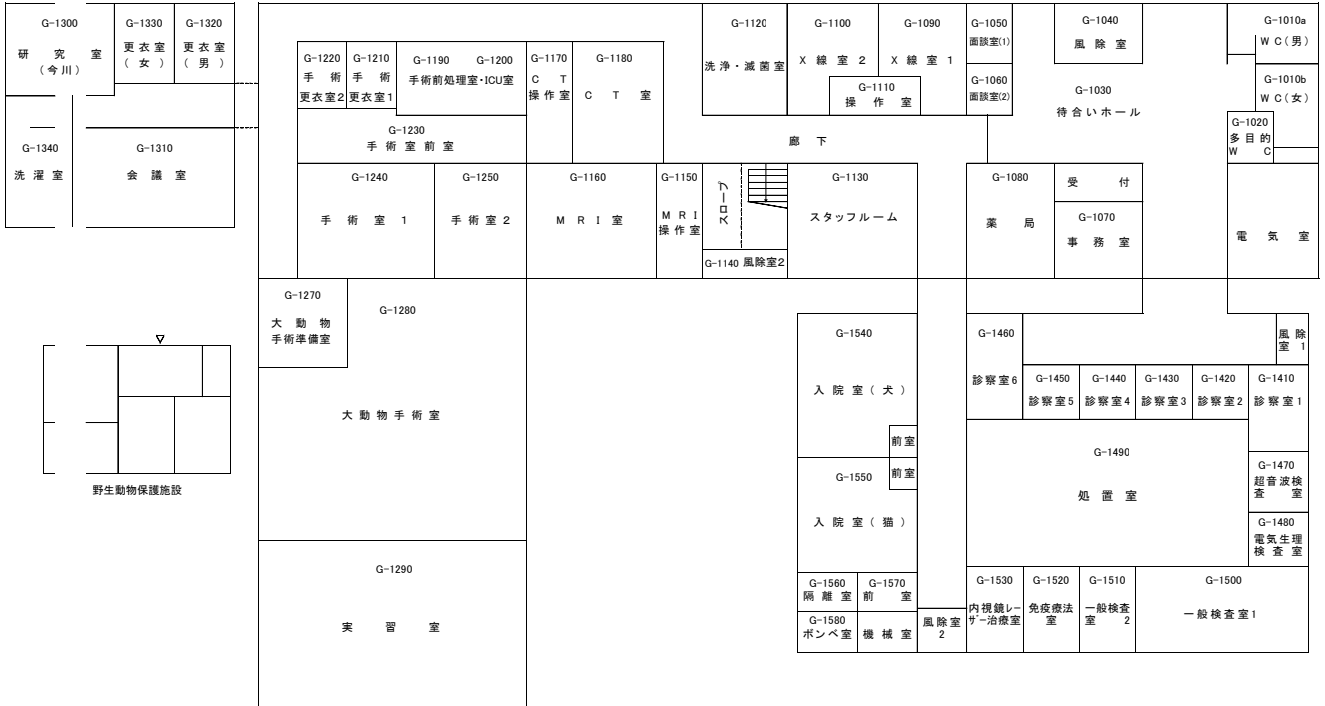 G-1300
研究室
(今川)
G-1330
更衣室
(女)
G-1320
更衣室
(男)
G-1340
洗濯室
G-1310
会議室
野生動物保護施設
G-1220
手術
更衣室2
G-1210
手術
更衣室1
G-1190 G-1200
手術前処理室・ICU室
G-1170
CT
操作室
G-1180
CT室
G-1230
手術室前室
G-1240
手術室1
G-1250
手術室2
G-1160
MRI室
G-1150
MRI
操作室
スロープ
G-1140 風除室2
G-1120
洗浄・滅菌室
G-1100
X線室2
G-1090
X線室1
G-1110
操作室
G-1050
面談室(1)
G-1060
面談室(2)
G-1040
風除室
G-1030
待合いホール
G-1010a
WC(男)
G-1010b
WC(女)
G-1020
多目的
WC
廊下
G-1130
スタッフルーム
G-1080
薬局
受付
G-1070
事務室
電気室
G-1270
大動物
手術準備室
G-1280
大動物手術室
G-1290
実習室
G-1540
入院室(犬)
前室
前室
G-1550
入院室(猫)
G-1560
隔離室
G-1570
前室
G-1580
ボンベ室
機械室
風除室
2
G-1460
診察室6
G-1450
診察室5
G-1440
診察室4
G-1430
診察室3
G-1420
診察室2
G-1410
診察室1
風除
室1
G-1490
処置室
G-1470
超音波検
査室
G-1480
電気生理
検査室
G-1530
内視鏡レー
ザー治療室
G-1520
免疫療法
室
G-1510
一般検査
室2
G-1500
一般検査室1